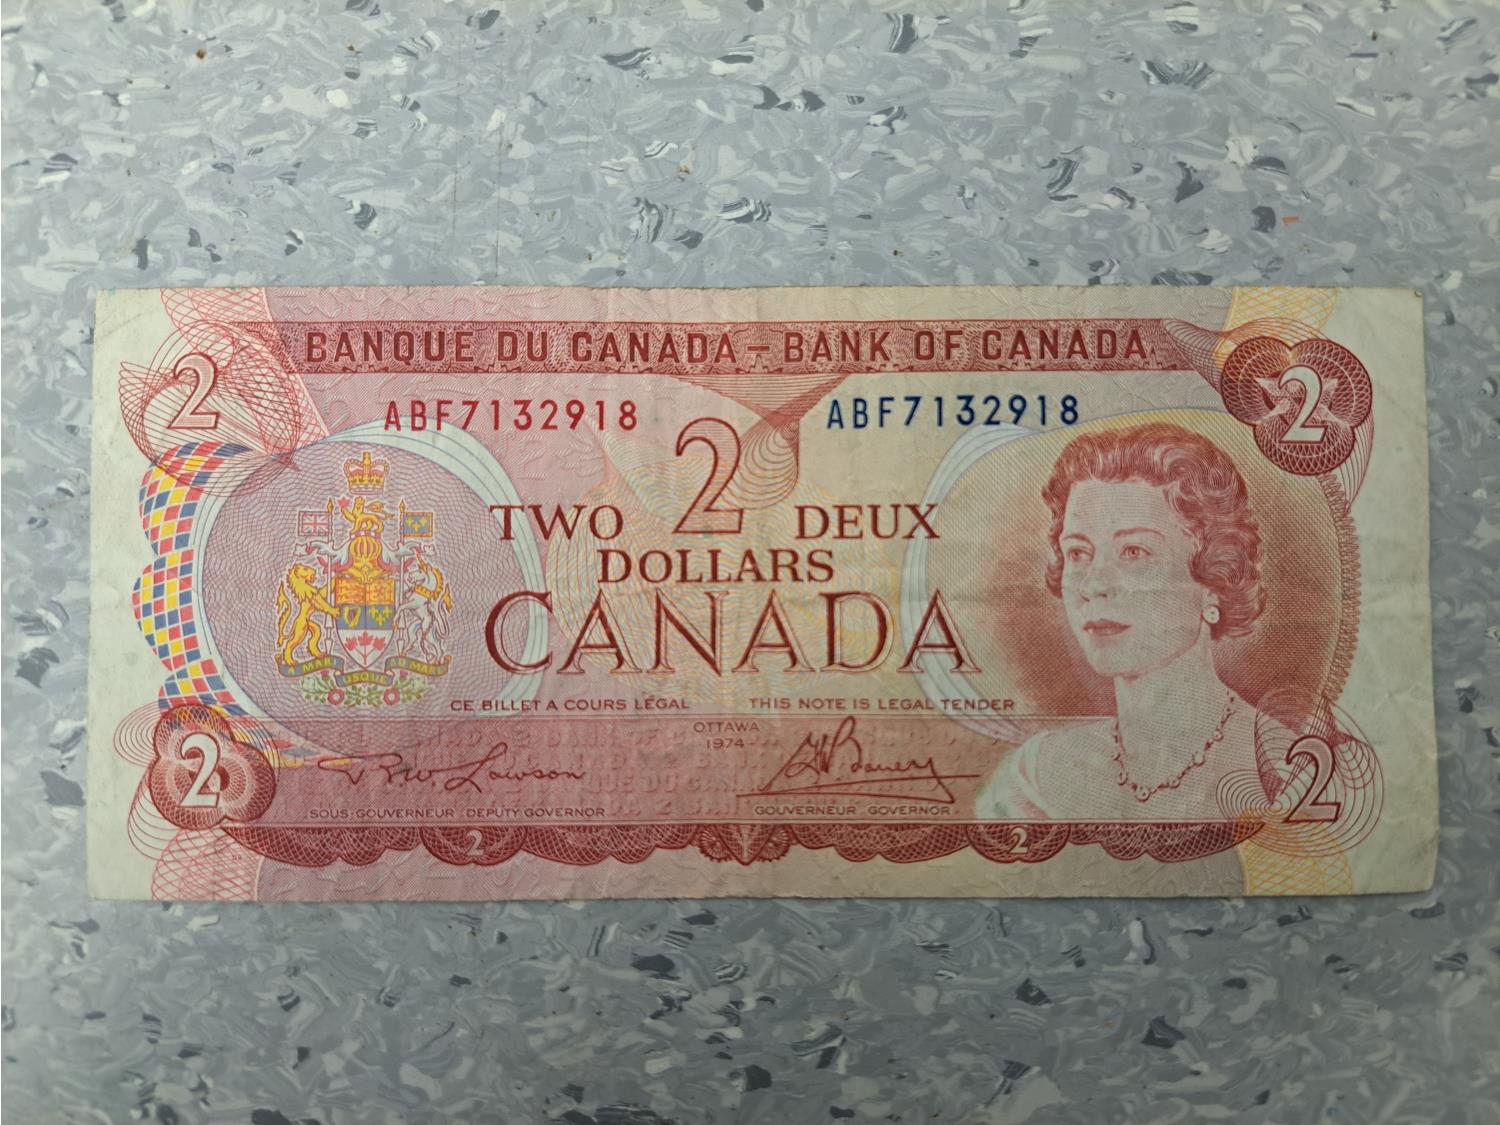 BANQUE DU CANADA – BANK OF CANADA
2 2
ABF7132918 ABF7132918
2
TWO DEUX
DOLLARS
CANADA
A MARI USQUE AD MARE
CE BILLET A COURS LÉGAL THIS NOTE IS LEGAL TENDER
OTTAWA
1974
R.W. Lawson
SOUS-GOUVERNEUR DEPUTY GOVERNOR GOUVERNEUR GOVERNOR
2 2
2 2